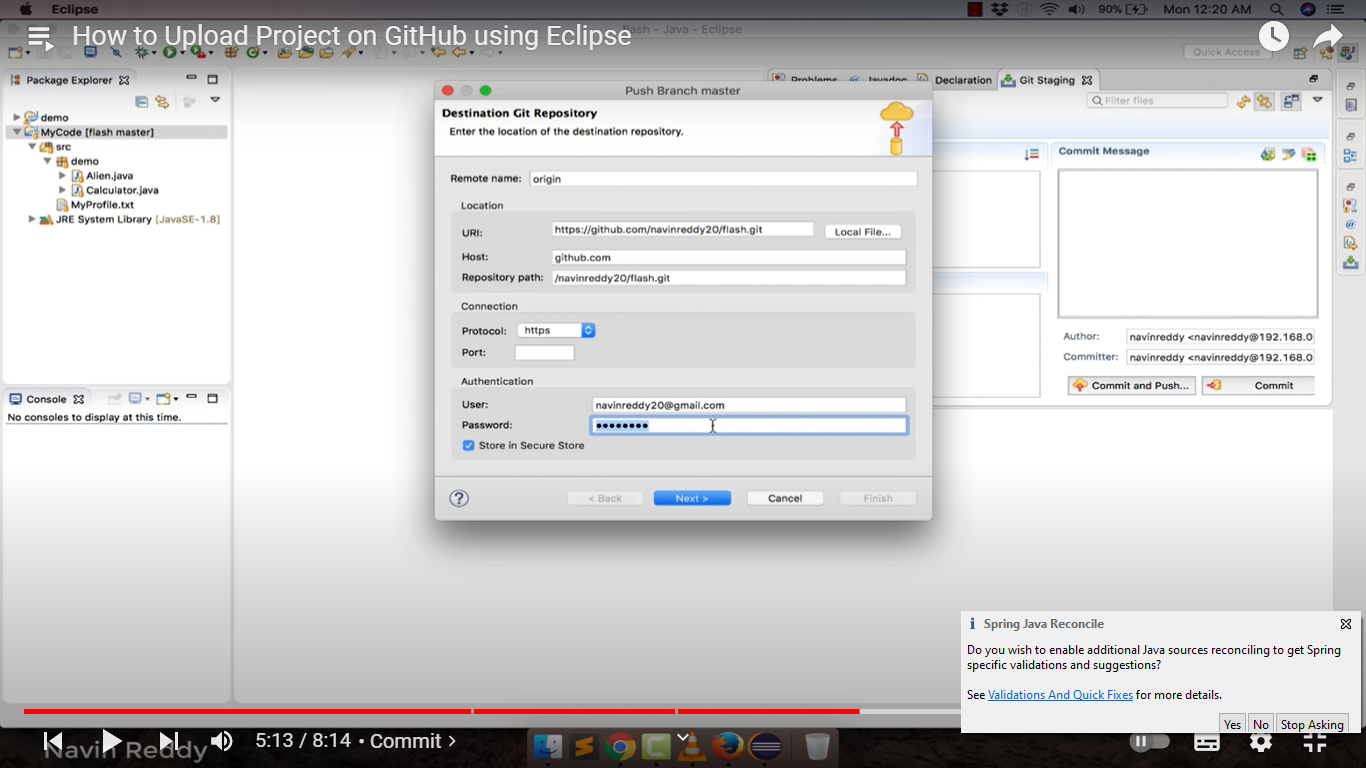 Eclipse
90%
Mon 12:20 AM
How to Upload Project on GitHub using Eclipse
flash - Java - Eclipse
Quick Access
Package Explorer
demo
MyCode [flash master]
src
demo
Alien.java
Calculator.java
MyProfile.txt
JRE System Library [JavaSE-1.8]
Console
No consoles to display at this time.
Problems
Javadoc
Declaration
Git Staging
Filter files
Commit Message
Author:
navinreddy <navinreddy@192.168.0
Committer:
navinreddy <navinreddy@192.168.0
Commit and Push...
Commit
Push Branch master
Destination Git Repository
Enter the location of the destination repository.
Remote name: origin
Location
URI: https://github.com/navinreddy20/flash.git
Local File...
Host: github.com
Repository path: /navinreddy20/flash.git
Connection
Protocol: https
Port:
Authentication
User: navinreddy20@gmail.com
Password: ••••••••
Store in Secure Store
?
< Back
Next >
Cancel
Finish
Spring Java Reconcile
Do you wish to enable additional Java sources reconciling to get Spring
specific validations and suggestions?
See Validations And Quick Fixes for more details.
Yes
No
Stop Asking
Navin Reddy
5:13 / 8:14 • Commit >